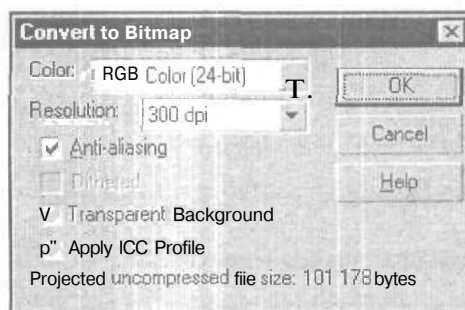 Convert to Bitmap
Color: RGB Color (24-bit) T.
OK
Resolution: 300 dpi
Cancel
Anti-aliasing
Dithered
Help
V Transparent Background
p" Apply ICC Profile
Projected uncompressed file size: 101 178 bytes